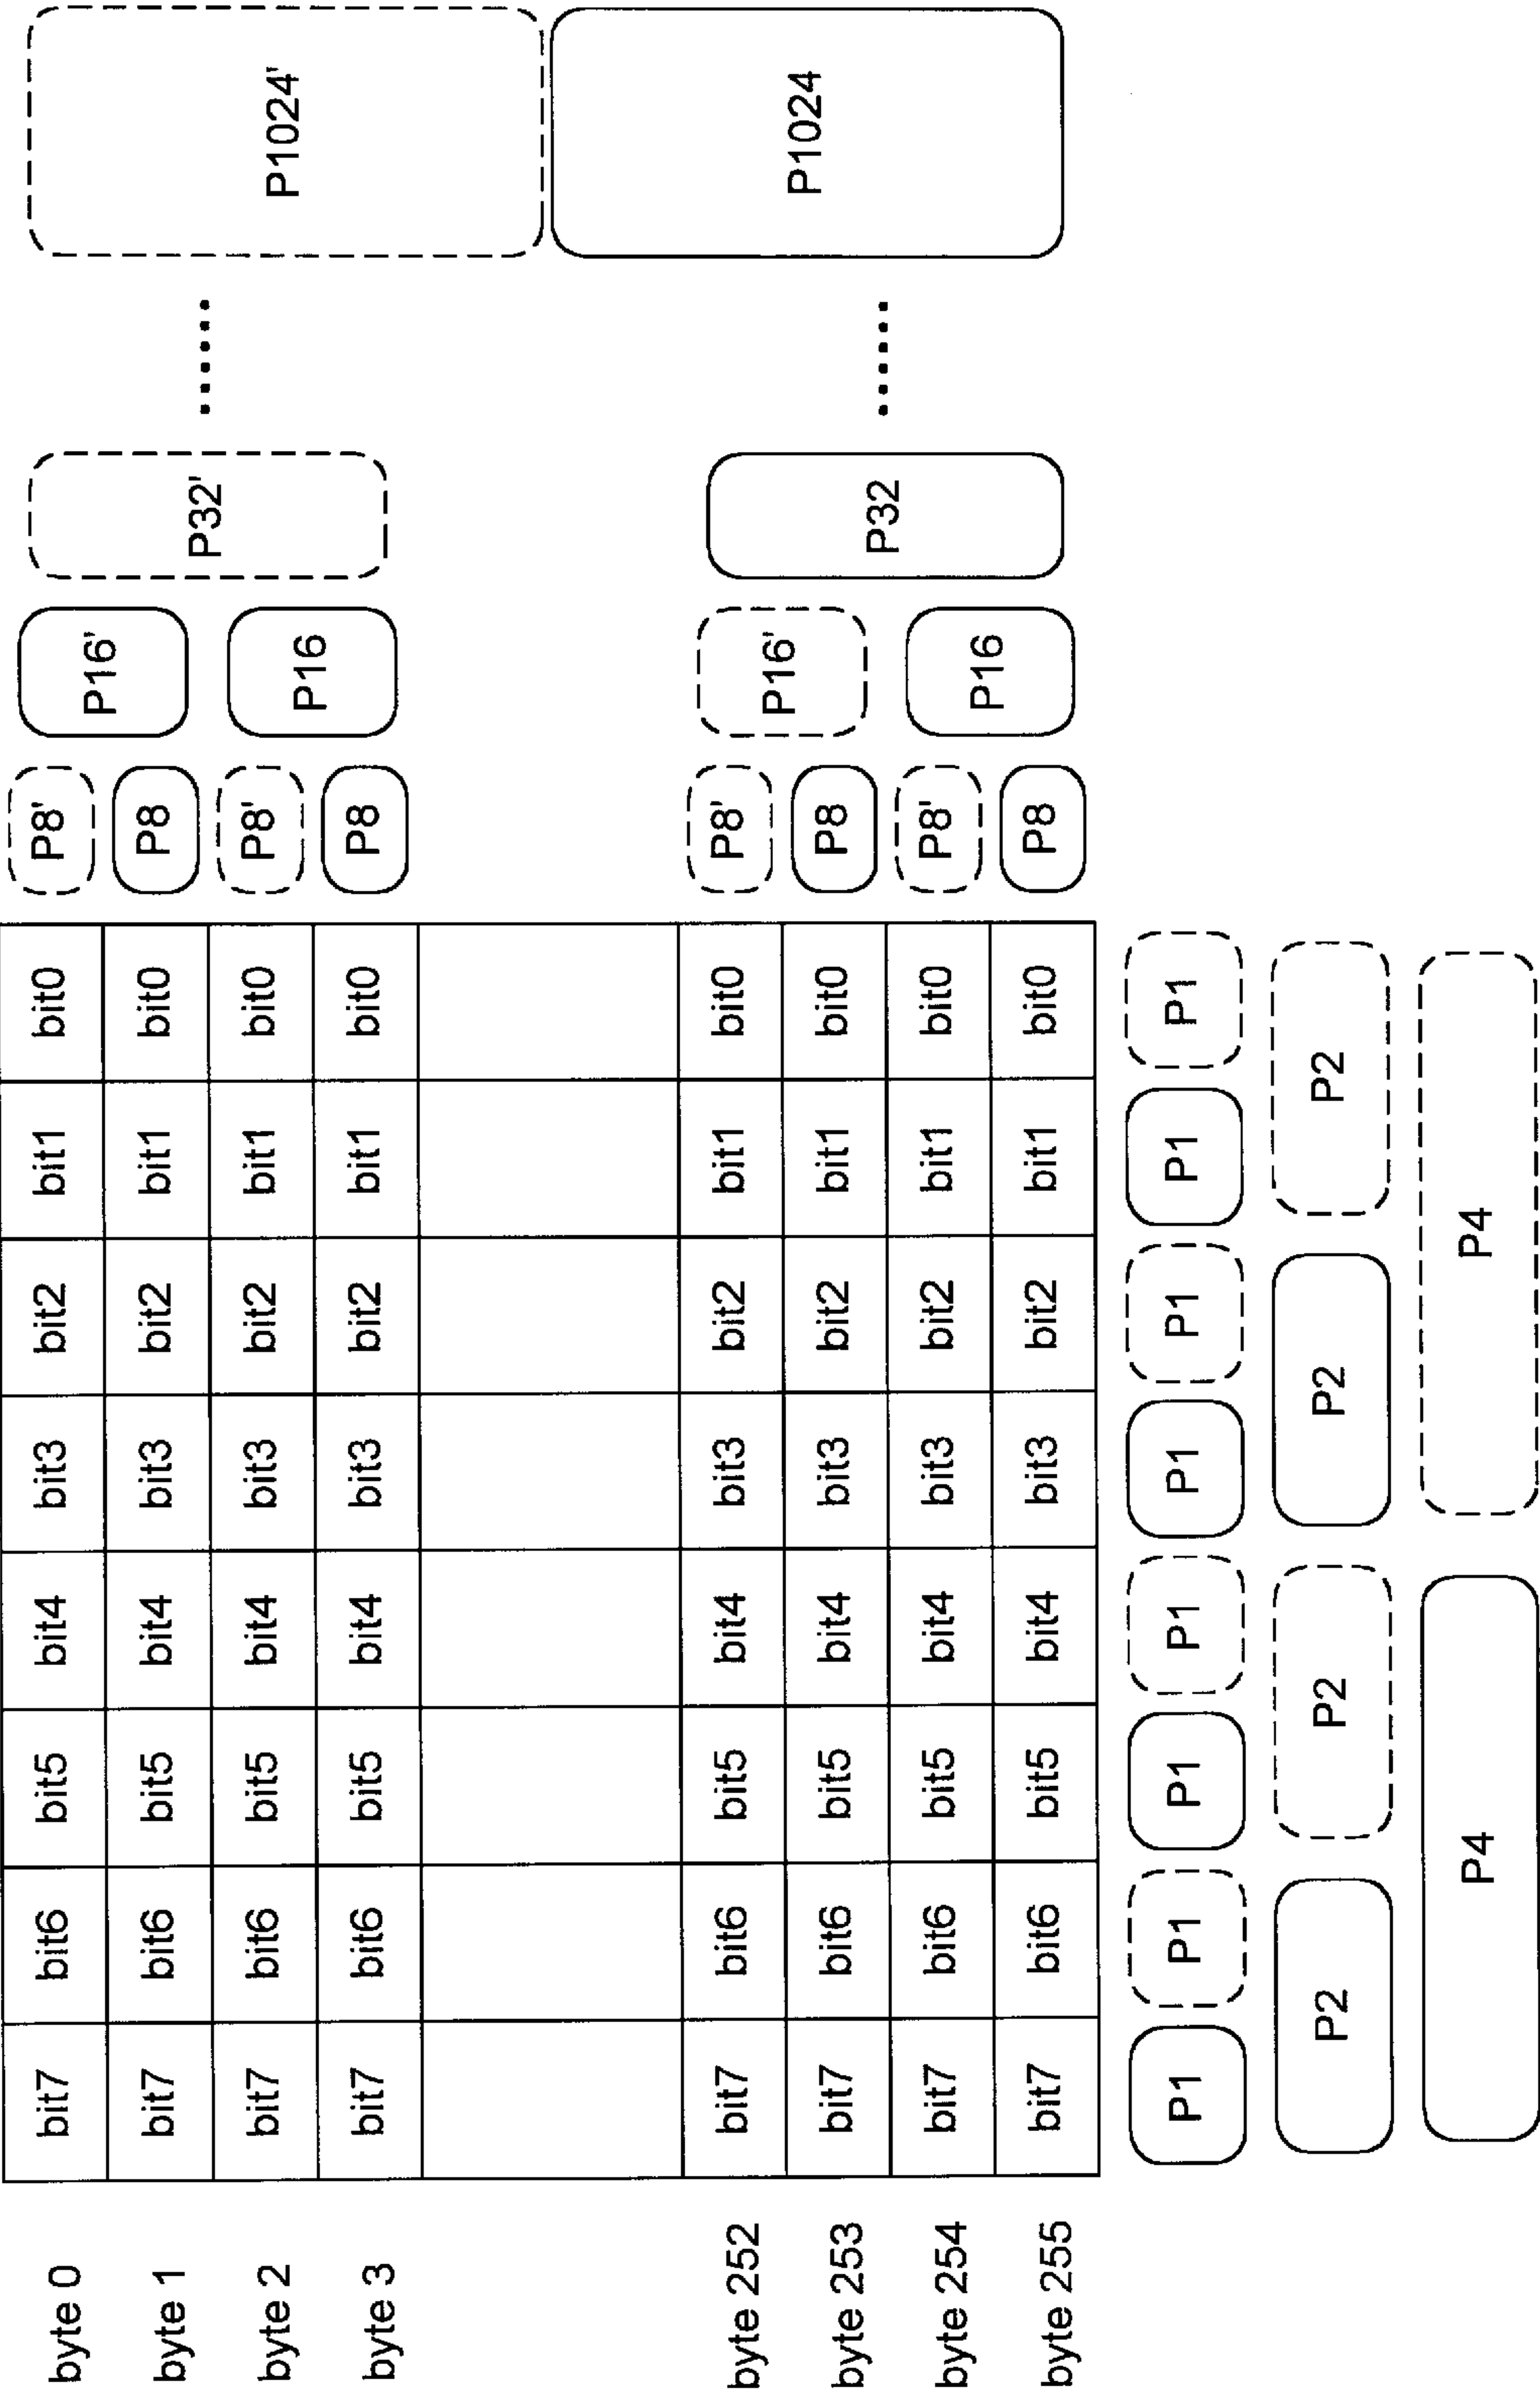 byte 0 bit7 bit6 bit5 bit4 bit3 bit2 bit1 bit0 P8' P16' P32' P1024'
byte 1 bit7 bit6 bit5 bit4 bit3 bit2 bit1 bit0 P8
byte 2 bit7 bit6 bit5 bit4 bit3 bit2 bit1 bit0 P8' P16
byte 3 bit7 bit6 bit5 bit4 bit3 bit2 bit1 bit0 P8
byte 252 bit7 bit6 bit5 bit4 bit3 bit2 bit1 bit0 P8' P16' P32 P1024
byte 253 bit7 bit6 bit5 bit4 bit3 bit2 bit1 bit0 P8
byte 254 bit7 bit6 bit5 bit4 bit3 bit2 bit1 bit0 P8' P16
byte 255 bit7 bit6 bit5 bit4 bit3 bit2 bit1 bit0 P8
P1 P1 P1 P1 P1 P1 P1 P1
P2 P2 P2 P2
P4 P4